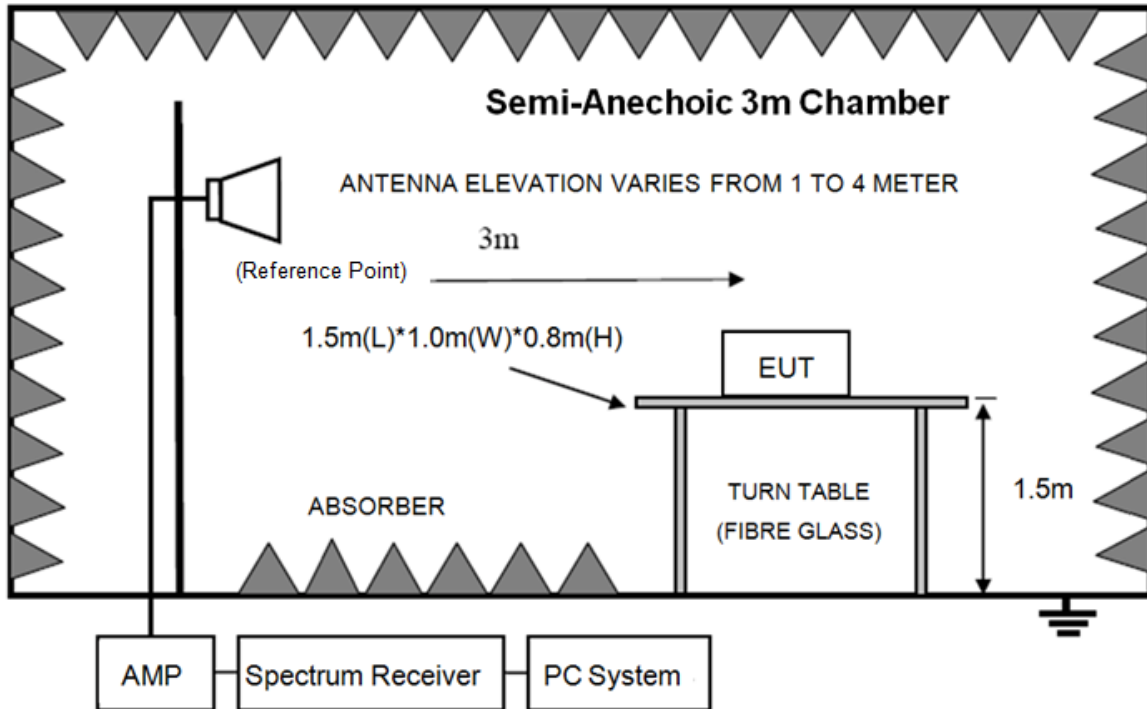 Semi-Anechoic 3m Chamber
ANTENNA ELEVATION VARIES FROM 1 TO 4 METER
3m
(Reference Point)
1.5m(L)*1.0m(W)*0.8m(H)
EUT
ABSORBER
TURN TABLE
(FIBRE GLASS)
1.5m
AMP
Spectrum Receiver
PC System